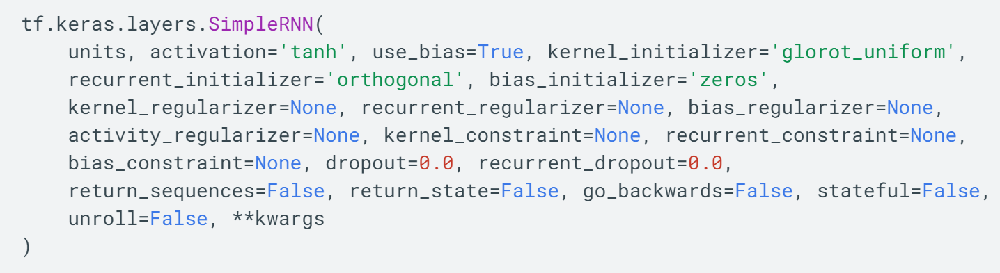 tf.keras.layers.SimpleRNN(
    units, activation='tanh', use_bias=True, kernel_initializer='glorot_uniform',
    recurrent_initializer='orthogonal', bias_initializer='zeros',
    kernel_regularizer=None, recurrent_regularizer=None, bias_regularizer=None,
    activity_regularizer=None, kernel_constraint=None, recurrent_constraint=None,
    bias_constraint=None, dropout=0.0, recurrent_dropout=0.0,
    return_sequences=False, return_state=False, go_backwards=False, stateful=False,
    unroll=False, **kwargs
)